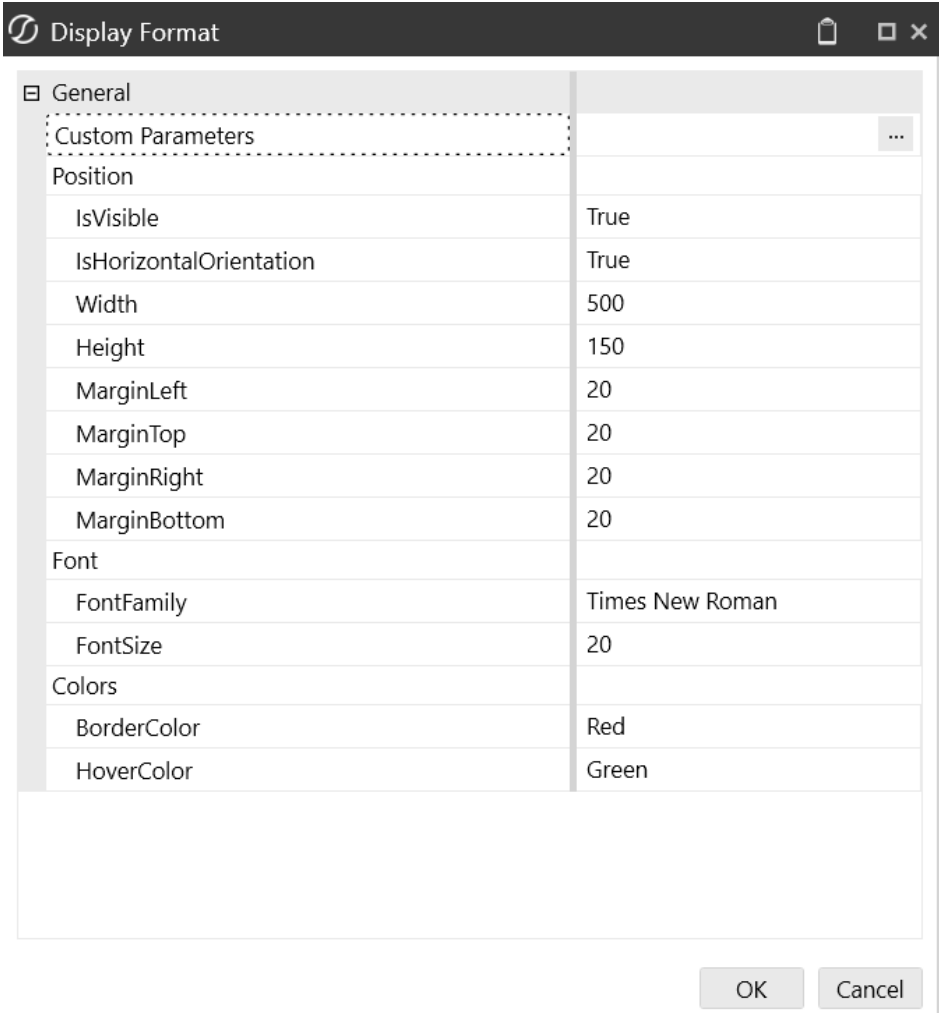 Display Format
General
Custom Parameters ...
Position
IsVisible True
IsHorizontalOrientation True
Width 500
Height 150
MarginLeft 20
MarginTop 20
MarginRight 20
MarginBottom 20
Font
FontFamily Times New Roman
FontSize 20
Colors
BorderColor Red
HoverColor Green
OK Cancel